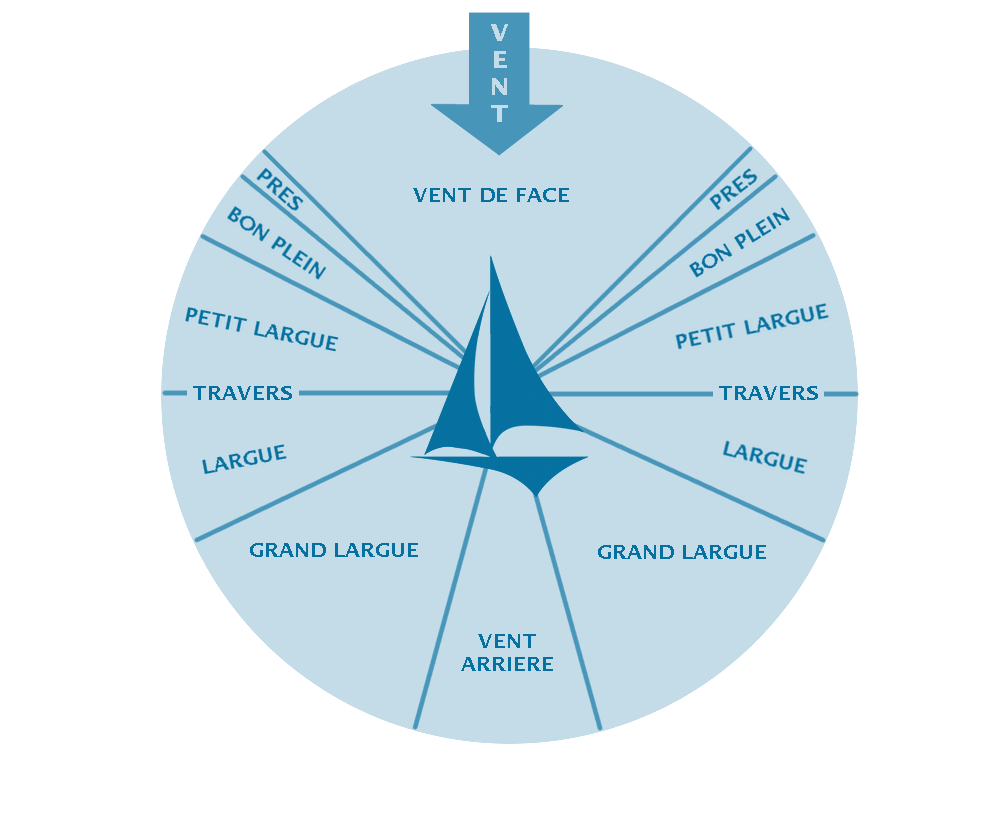 VENT
VENT DE FACE
PRES
PRES
BON PLEIN
BON PLEIN
PETIT LARGUE
PETIT LARGUE
TRAVERS
TRAVERS
LARGUE
LARGUE
GRAND LARGUE
GRAND LARGUE
VENT
ARRIERE